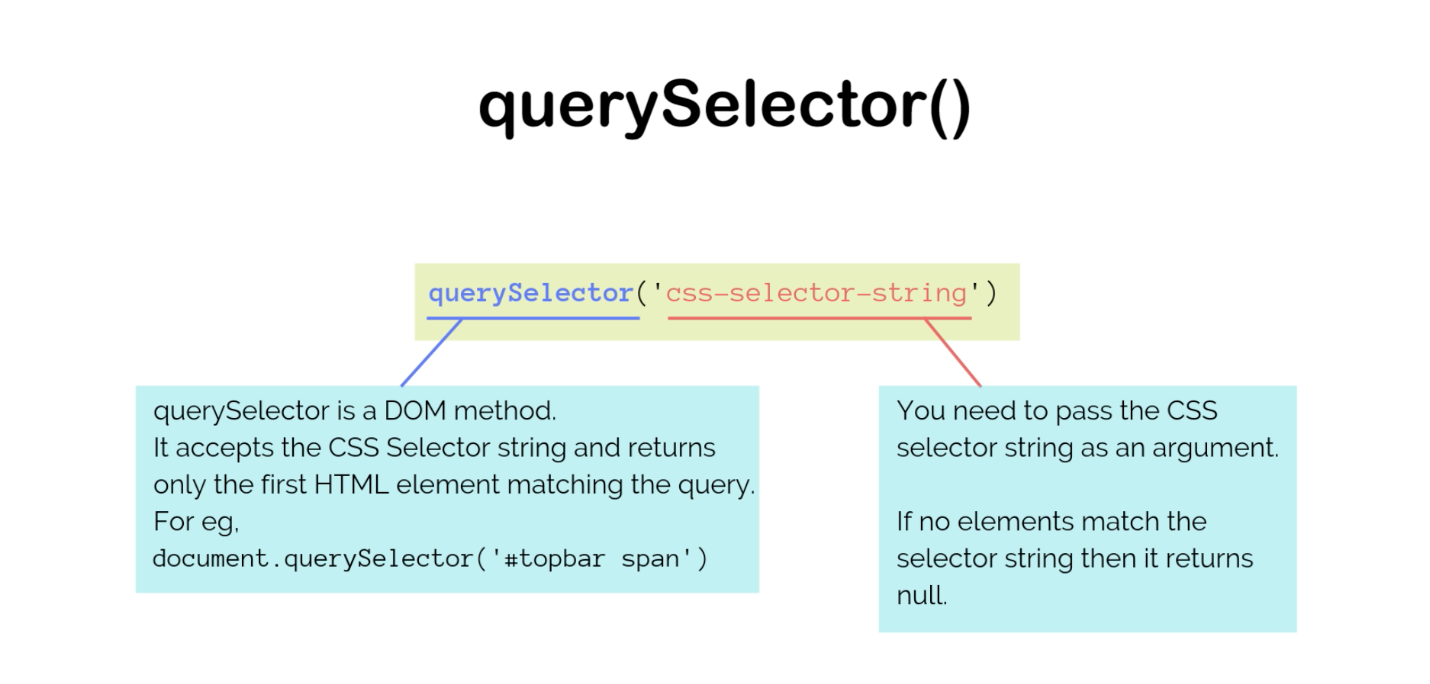 querySelector()
querySelector('css-selector-string')
querySelector is a DOM method.
It accepts the CSS Selector string and returns
only the first HTML element matching the query.
For eg,
document.querySelector('#topbar span')
You need to pass the CSS
selector string as an argument.
If no elements match the
selector string then it returns
null.